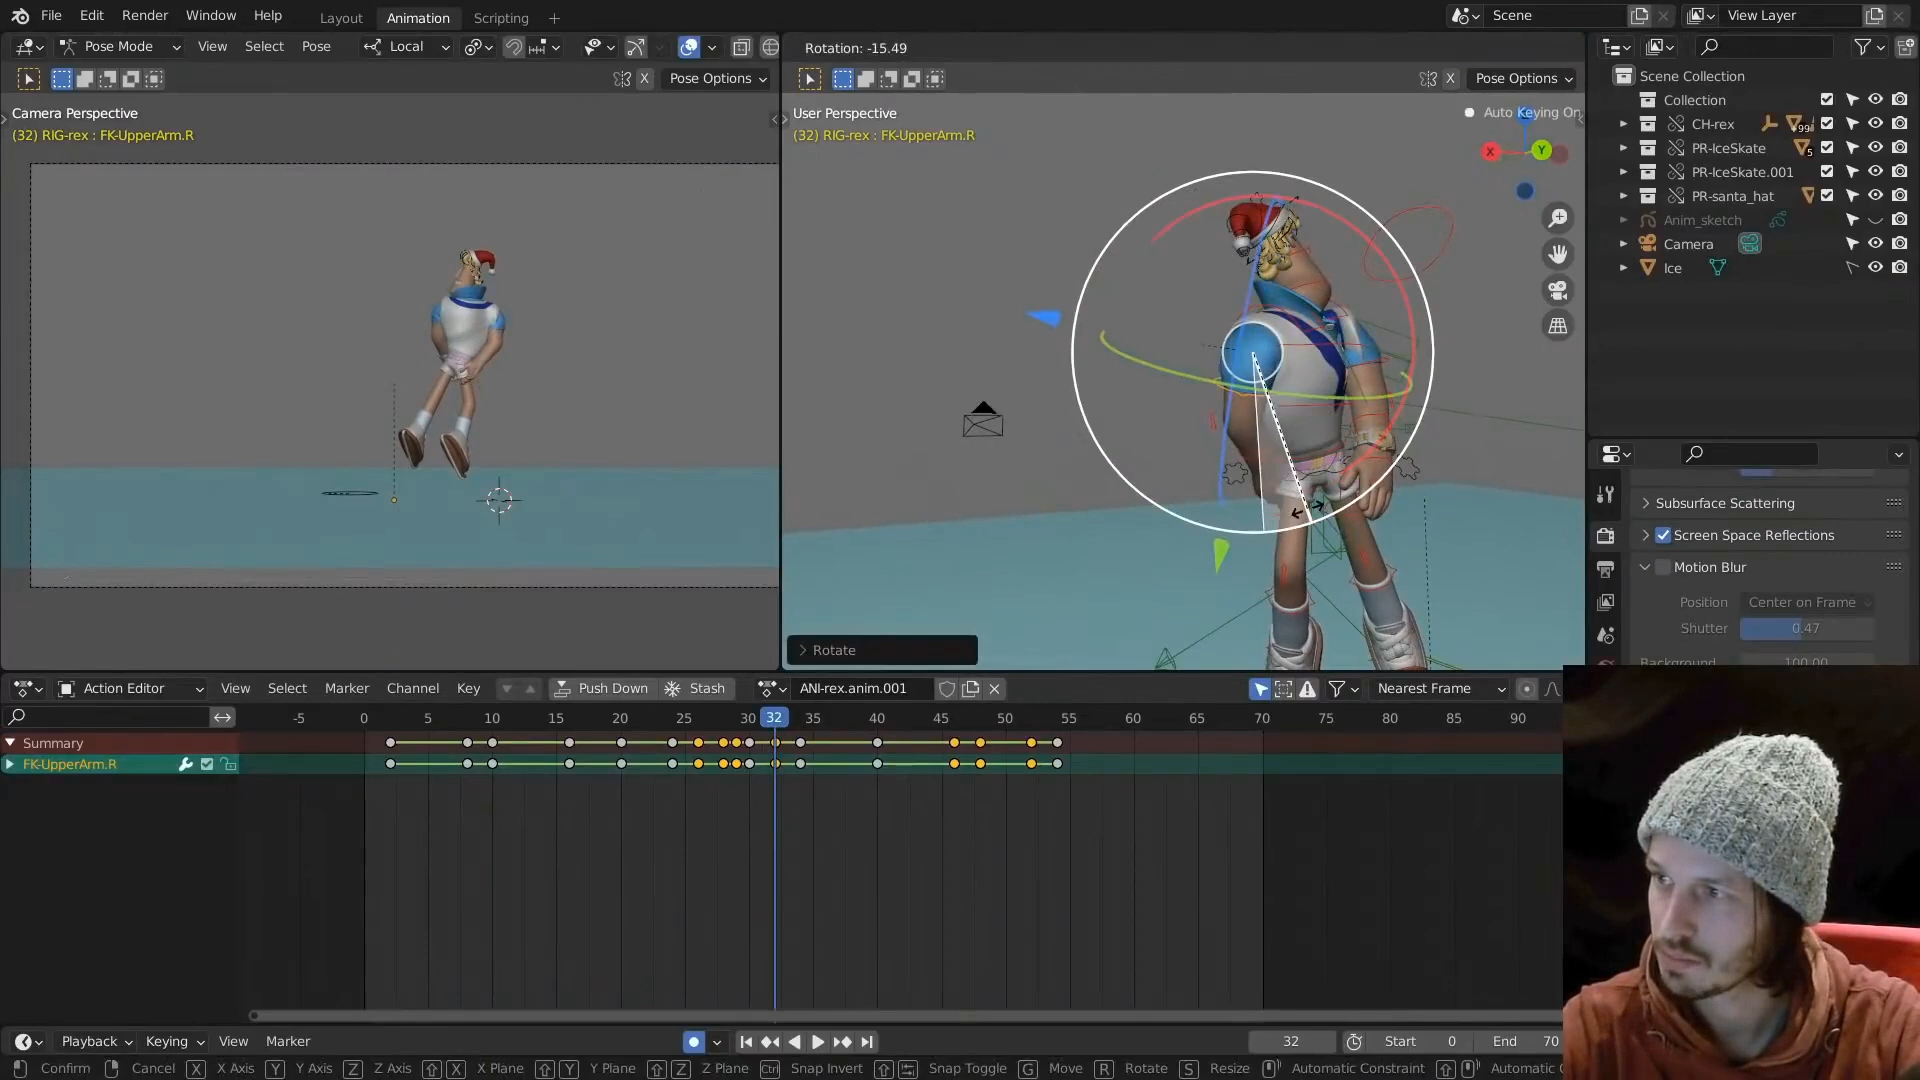 File Edit Render Window Help Layout Animation Scripting Scene View Layer
Pose Mode View Select Pose Local Rotation: -15.49
X Pose Options X Pose Options
Scene Collection
Camera Perspective
(32) RIG-rex : FK-UpperArm.R
User Perspective
(32) RIG-rex : FK-UpperArm.R
Auto Keying On
X
Y
Collection
CH-rex +99
PR-IceSkate 5
PR-IceSkate.001
PR-santa_hat
Anim_sketch
Camera
Ice
Subsurface Scattering
Screen Space Reflections
Motion Blur
Position Center on Frame
Shutter 0.47
Background 100.00
Rotate
Action Editor View Select Marker Channel Key Push Down Stash ANI-rex.anim.001 Nearest Frame
-5 0 5 10 15 20 25 30 32 35 40 45 50 55 60 65 70 75 80 85 90
Summary
FK-UpperArm.R
Playback Keying View Marker 32 Start 0 End 70
Confirm Cancel X X Axis Y Y Axis Z Z Axis X X Plane Y Y Plane Z Z Plane Ctrl Snap Invert Snap Toggle G Move R Rotate S Resize Automatic Constraint Automatic C